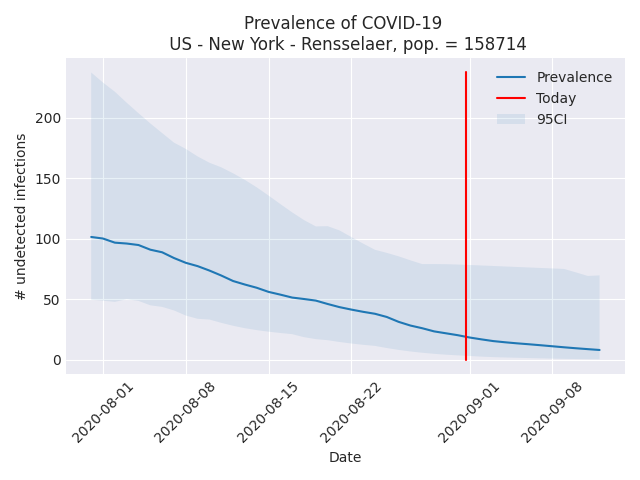 Prevalence of COVID-19
US - New York - Rensselaer, pop. = 158714
Prevalence
Today
95CI
# undetected infections
200
150
100
50
0
2020-08-01
2020-08-08
2020-08-15
2020-08-22
2020-09-01
2020-09-08
Date